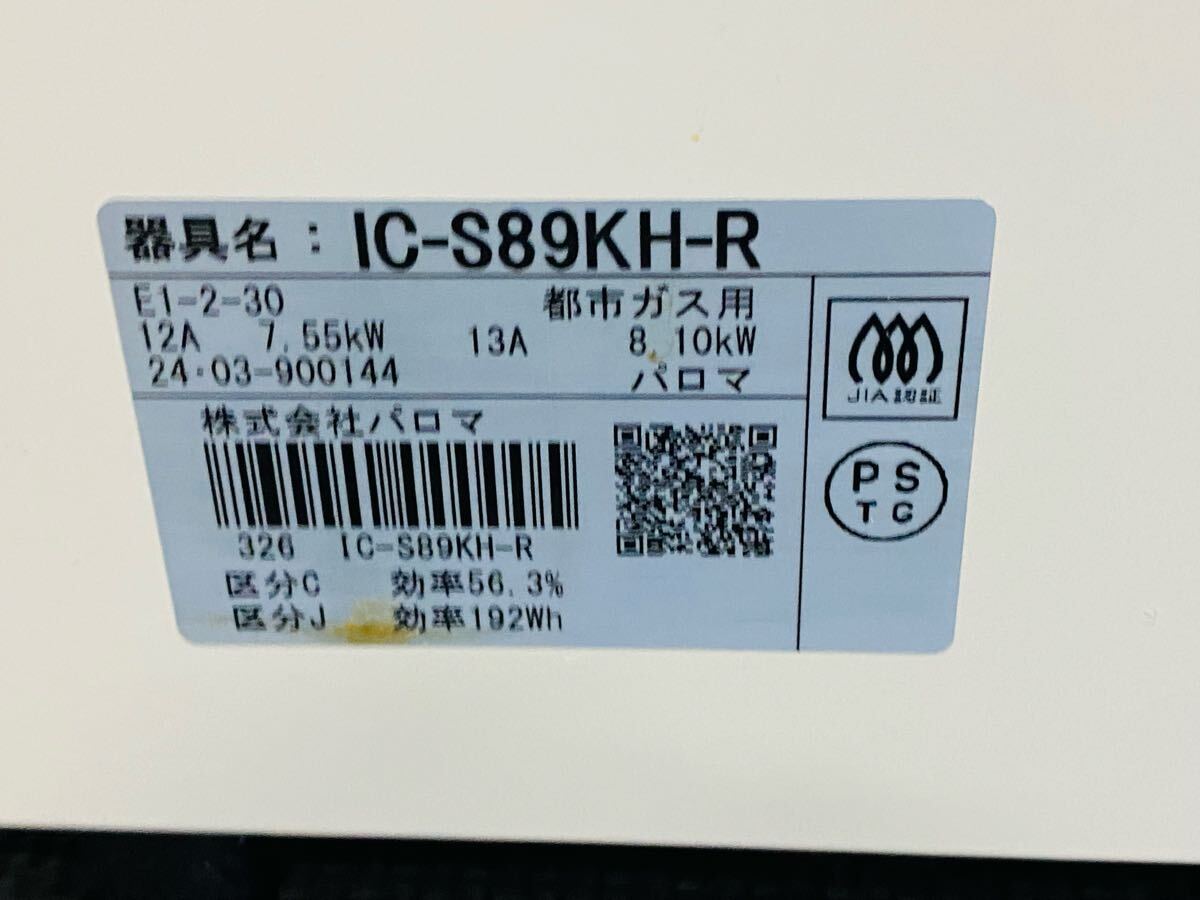 器具名：IC-S89KH-R
E1-2-30 都市ガス用
12A 7.55kW 13A 8.10kW
24・03-900144 パロマ
株式会社パロマ
326 IC-S89KH-R
区分C 効率56.3%
区分J 効率192Wh
JIA認証
PS
TG